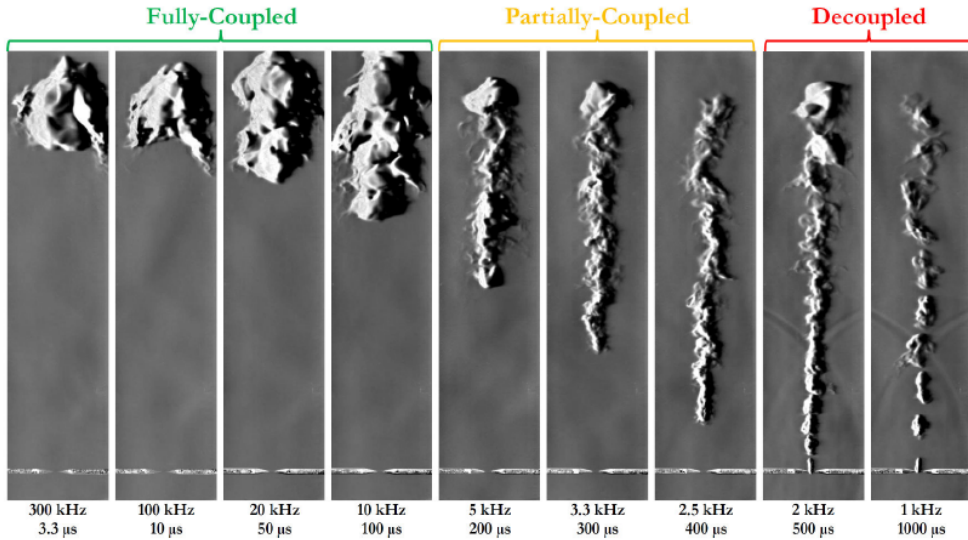 Fully-Coupled Partially-Coupled Decoupled
300 kHz 100 kHz 20 kHz 10 kHz 5 kHz 3.3 kHz 2.5 kHz 2 kHz 1 kHz
3.3 µs 10 µs 50 µs 100 µs 200 µs 300 µs 400 µs 500 µs 1000 µs